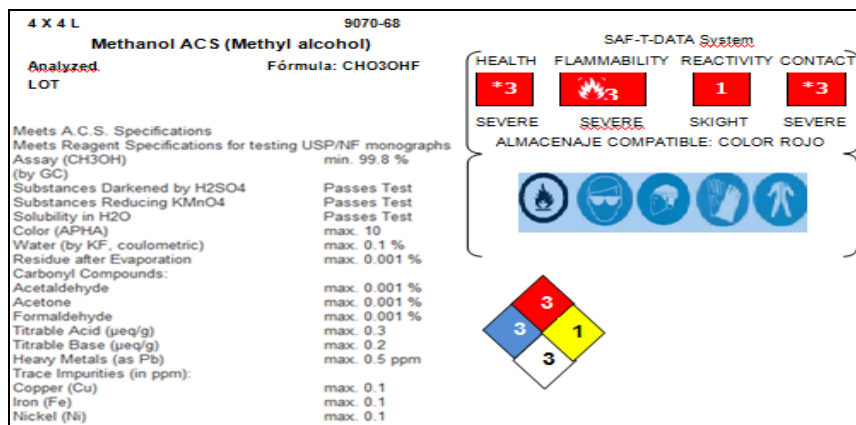 4 X 4 L 9070-68
Methanol ACS (Methyl alcohol)
Analyzed Fórmula: CHO3OHF
LOT
Meets A.C.S. Specifications
Meets Reagent Specifications for testing USP/NF monographs
Assay (CH3OH) min. 99.8 %
(by GC)
Substances Darkened by H2SO4 Passes Test
Substances Reducing KMnO4 Passes Test
Solubility in H2O Passes Test
Color (APHA) max. 10
Water (by KF, coulometric) max. 0.1 %
Residue after Evaporation max. 0.001 %
Carbonyl Compounds:
Acetaldehyde max. 0.001 %
Acetone max. 0.001 %
Formaldehyde max. 0.001 %
Titrable Acid (µeq/g) max. 0.3
Titrable Base (µeq/g) max. 0.2
Heavy Metals (as Pb) max. 0.5 ppm
Trace Impurities (in ppm):
Copper (Cu) max. 0.1
Iron (Fe) max. 0.1
Nickel (Ni) max. 0.1
SAF-T-DATA System
HEALTH FLAMMABILITY REACTIVITY CONTACT
*3 3 1 *3
SEVERE SEVERE SKIGHT SEVERE
ALMACENAJE COMPATIBLE: COLOR ROJO
3
3 1
3